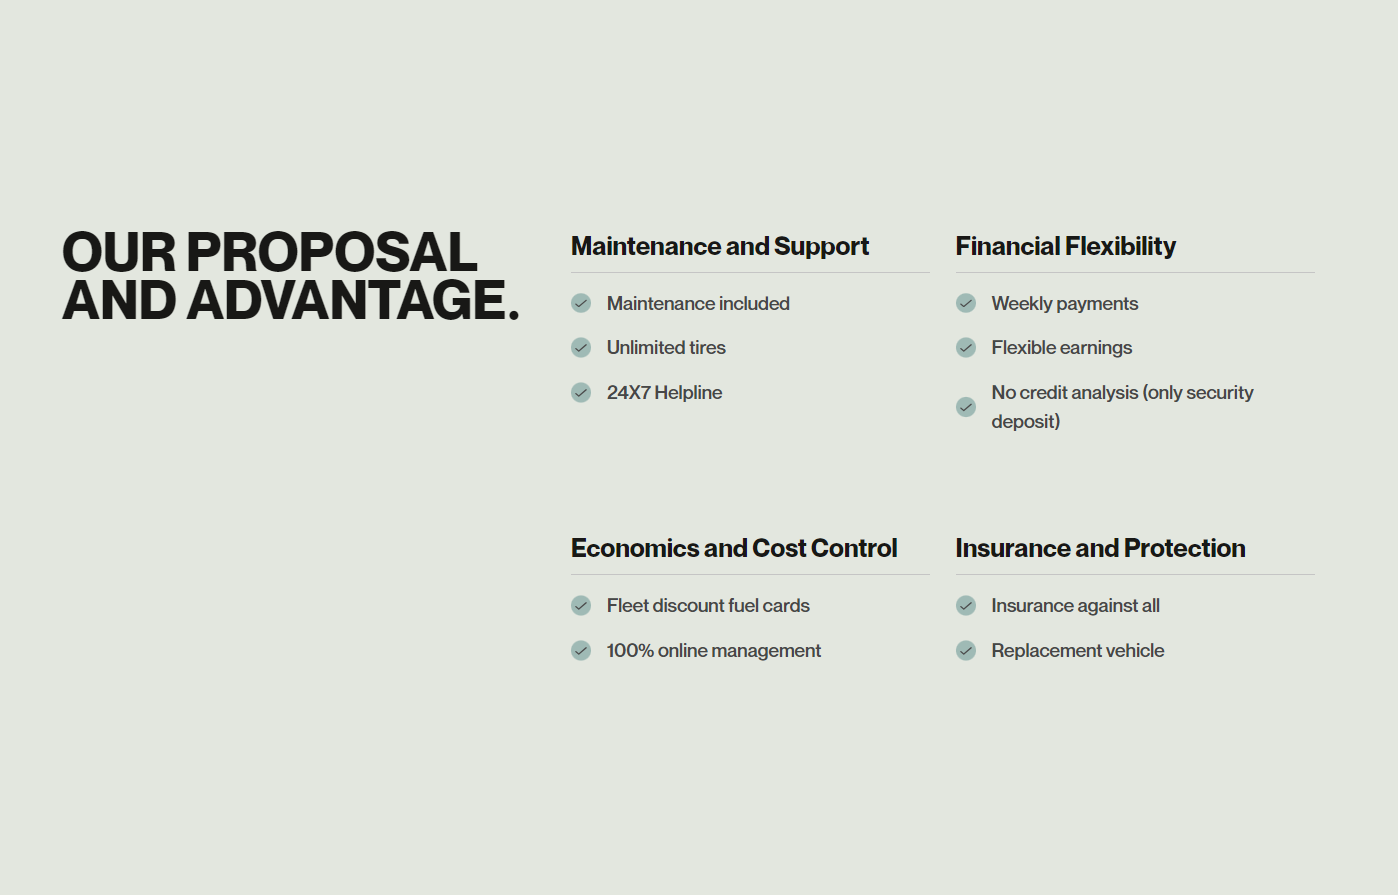 OUR PROPOSAL
AND ADVANTAGE.
Maintenance and Support
Maintenance included
Unlimited tires
24X7 Helpline
Financial Flexibility
Weekly payments
Flexible earnings
No credit analysis (only security
deposit)
Economics and Cost Control
Fleet discount fuel cards
100% online management
Insurance and Protection
Insurance against all
Replacement vehicle